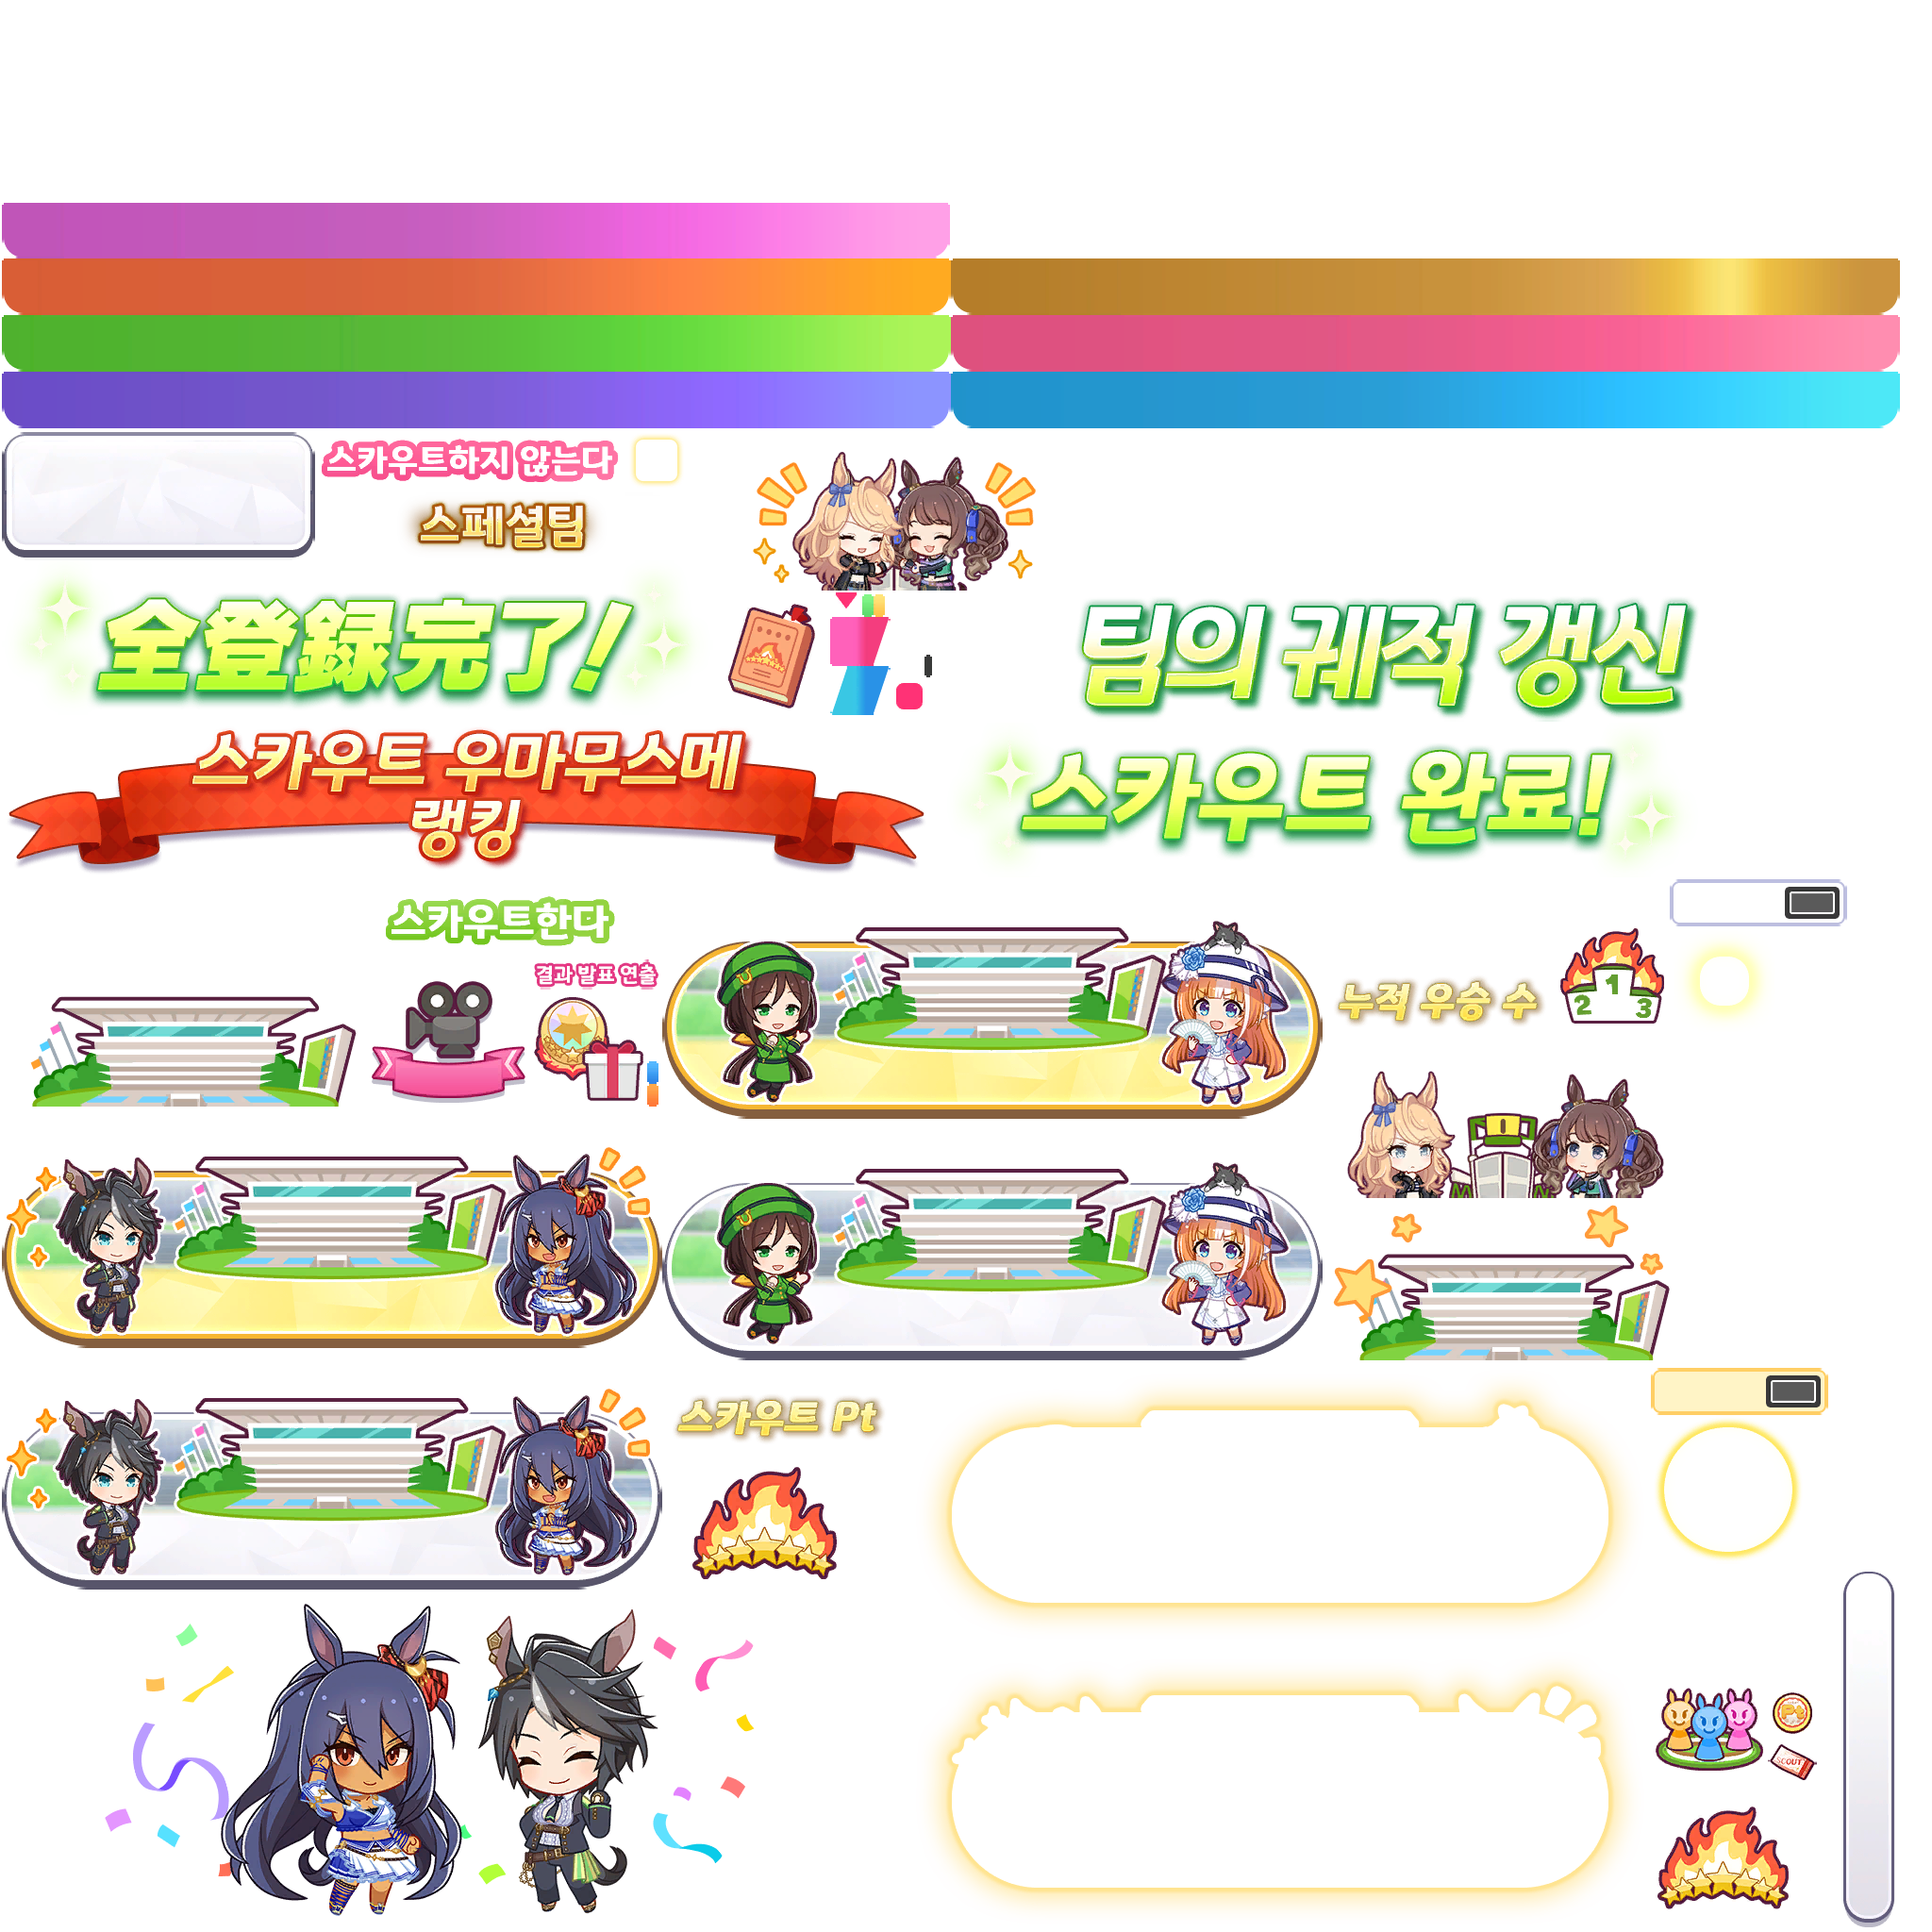 스카우트하지 않는다
스페셜팀
全登録完了!
팀의 궤적 갱신
스카우트 우마무스메
랭킹
스카우트 완료!
스카우트한다
결과 발표 연출
누적 우승 수
1
2
3
스카우트 Pt
Pt
SCOUT